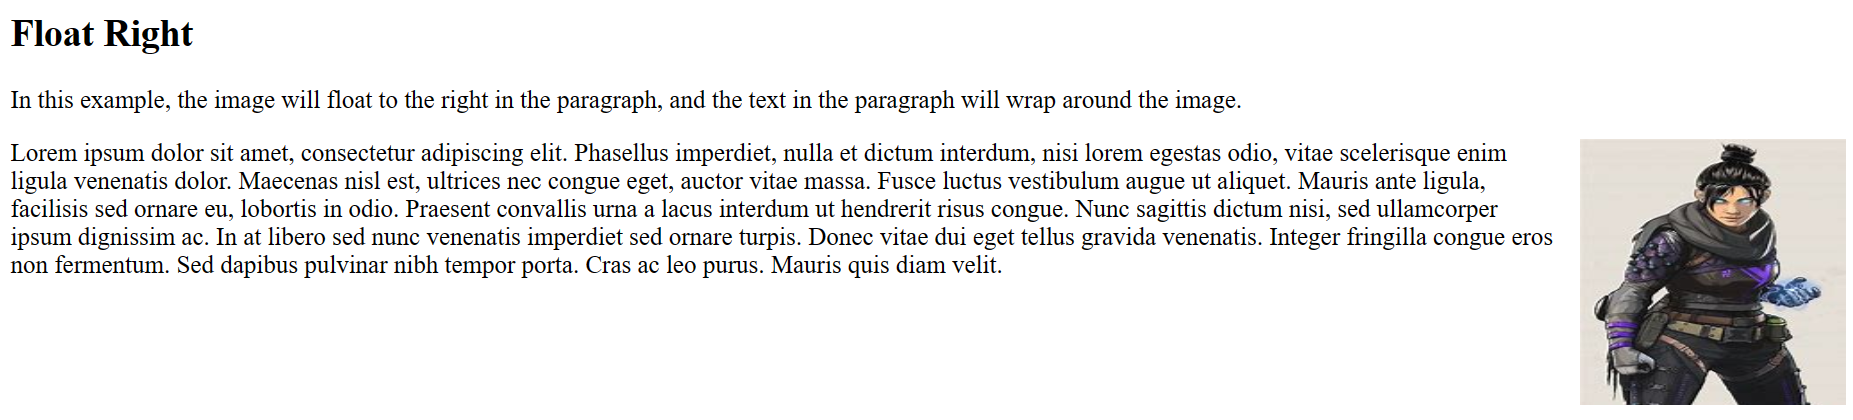 Float Right
In this example, the image will float to the right in the paragraph, and the text in the paragraph will wrap around the image.
Lorem ipsum dolor sit amet, consectetur adipiscing elit. Phasellus imperdiet, nulla et dictum interdum, nisi lorem egestas odio, vitae scelerisque enim
ligula venenatis dolor. Maecenas nisl est, ultrices nec congue eget, auctor vitae massa. Fusce luctus vestibulum augue ut aliquet. Mauris ante ligula,
facilisis sed ornare eu, lobortis in odio. Praesent convallis urna a lacus interdum ut hendrerit risus congue. Nunc sagittis dictum nisi, sed ullamcorper
ipsum dignissim ac. In at libero sed nunc venenatis imperdiet sed ornare turpis. Donec vitae dui eget tellus gravida venenatis. Integer fringilla congue eros
non fermentum. Sed dapibus pulvinar nibh tempor porta. Cras ac leo purus. Mauris quis diam velit.